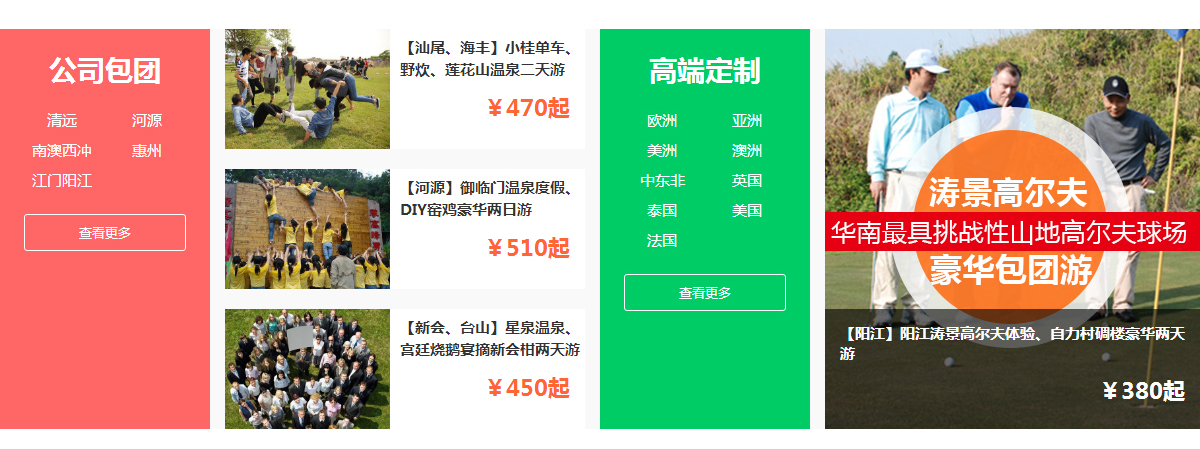 公司包团
清远 河源
南澳西冲 惠州
江门阳江
查看更多
【汕尾、海丰】小桂单车、
野炊、莲花山温泉二天游
￥470起
【河源】御临门温泉度假、
DIY窑鸡豪华两日游
￥510起
【新会、台山】星泉温泉、
宫廷烧鹅宴摘新会柑两天游
￥450起
高端定制
欧洲 亚洲
美洲 澳洲
中东非 英国
泰国 美国
法国
查看更多
涛景高尔夫
华南最具挑战性山地高尔夫球场
豪华包团游
【阳江】阳江涛景高尔夫体验、自力村碉楼豪华两天
游
￥380起